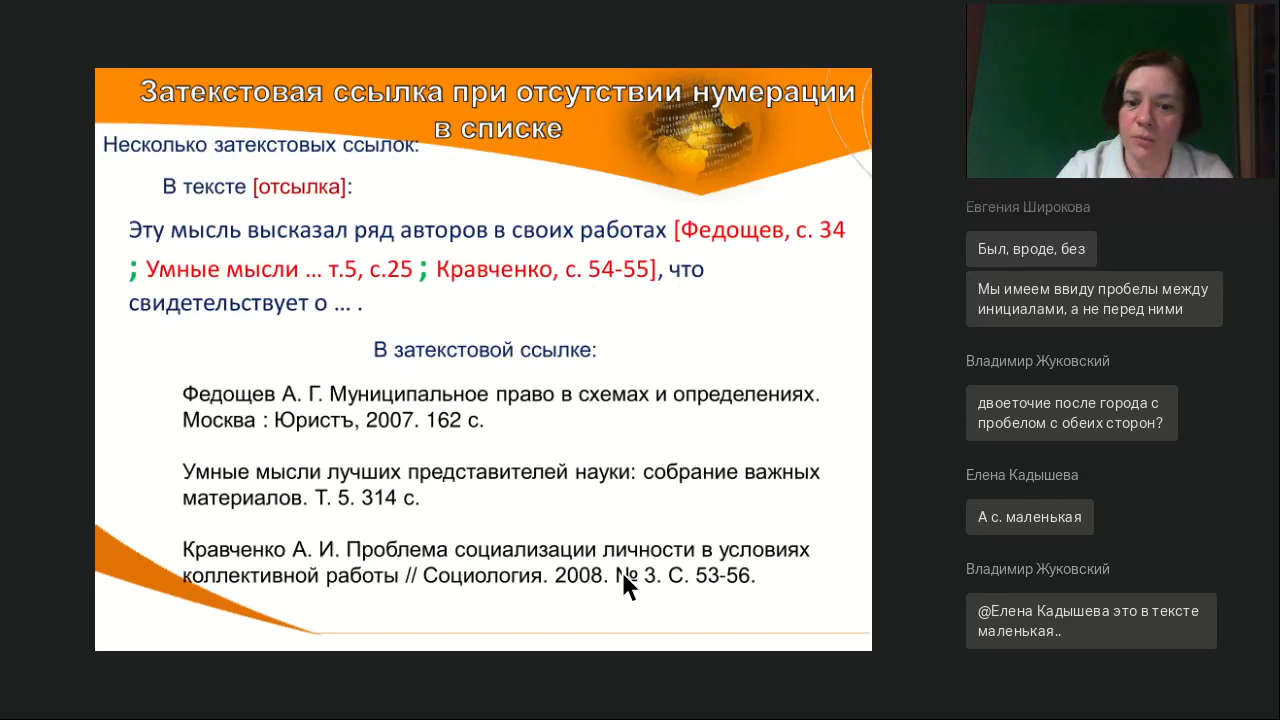 Затекстовая ссылка при отсутствии нумерации
в списке
Несколько затекстовых ссылок:
В тексте [отсылка]:
Эту мысль высказал ряд авторов в своих работах [Федощев, с. 34
; Умные мысли ... т.5, с.25 ; Кравченко, с. 54-55], что
свидетельствует о ... .
В затекстовой ссылке:
Федощев А. Г. Муниципальное право в схемах и определениях.
Москва : Юристъ, 2007. 162 с.
Умные мысли лучших представителей науки: собрание важных
материалов. Т. 5. 314 с.
Кравченко А. И. Проблема социализации личности в условиях
коллективной работы // Социология. 2008. № 3. С. 53-56.
Евгения Широкова
Был, вроде, без
Мы имеем ввиду пробелы между
инициалами, а не перед ними
Владимир Жуковский
двоеточие после города с
пробелом с обеих сторон?
Елена Кадышева
А с. маленькая
Владимир Жуковский
@Елена Кадышева это в тексте
маленькая..